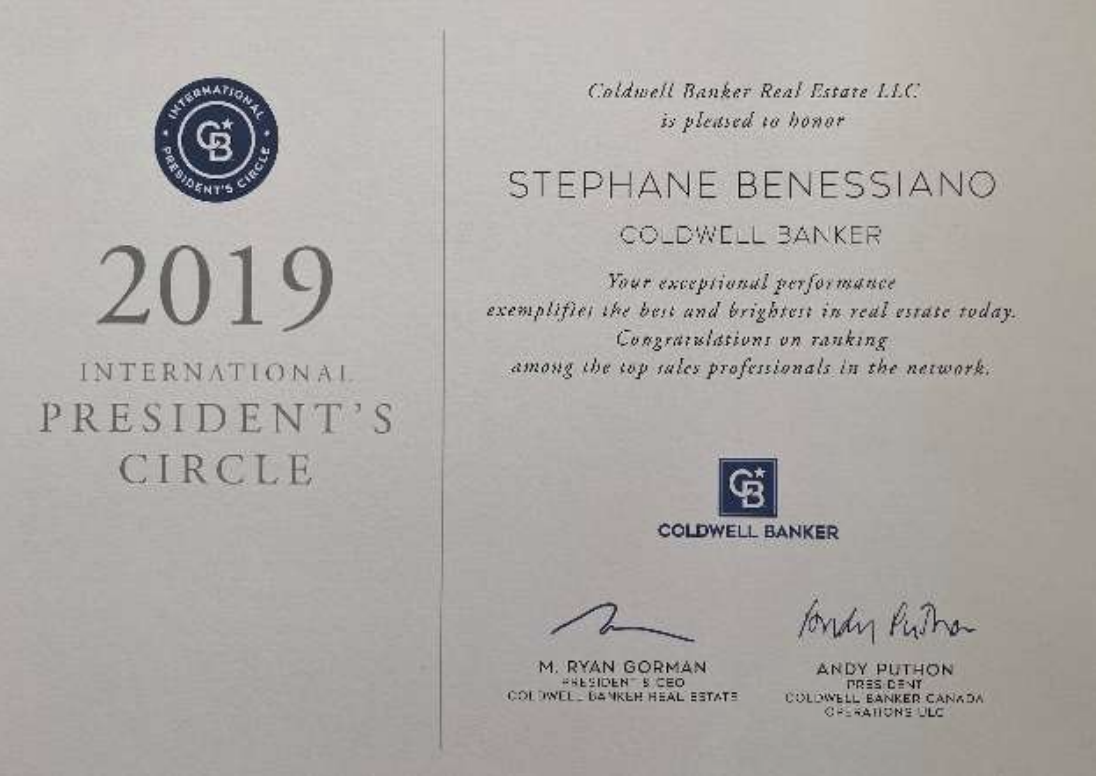 INTERNATIONAL
CB
PRESIDENT'S CIRCLE
2019
INTERNATIONAL
PRESIDENT'S
CIRCLE
Coldwell Banker Real Estate LLC
is pleased to honor
STEPHANE BENESSIANO
COLDWELL BANKER
Your exceptional performance
exemplifies the best and brightest in real estate today.
Congratulations on ranking
among the top sales professionals in the network.
CB
COLDWELL BANKER
Andy Puthon
M. RYAN GORMAN
PRESIDENT & CEO
COLDWELL BANKER REAL ESTATE
ANDY PUTHON
PRESIDENT
COLDWELL BANKER CANADA
OPERATIONS ULC